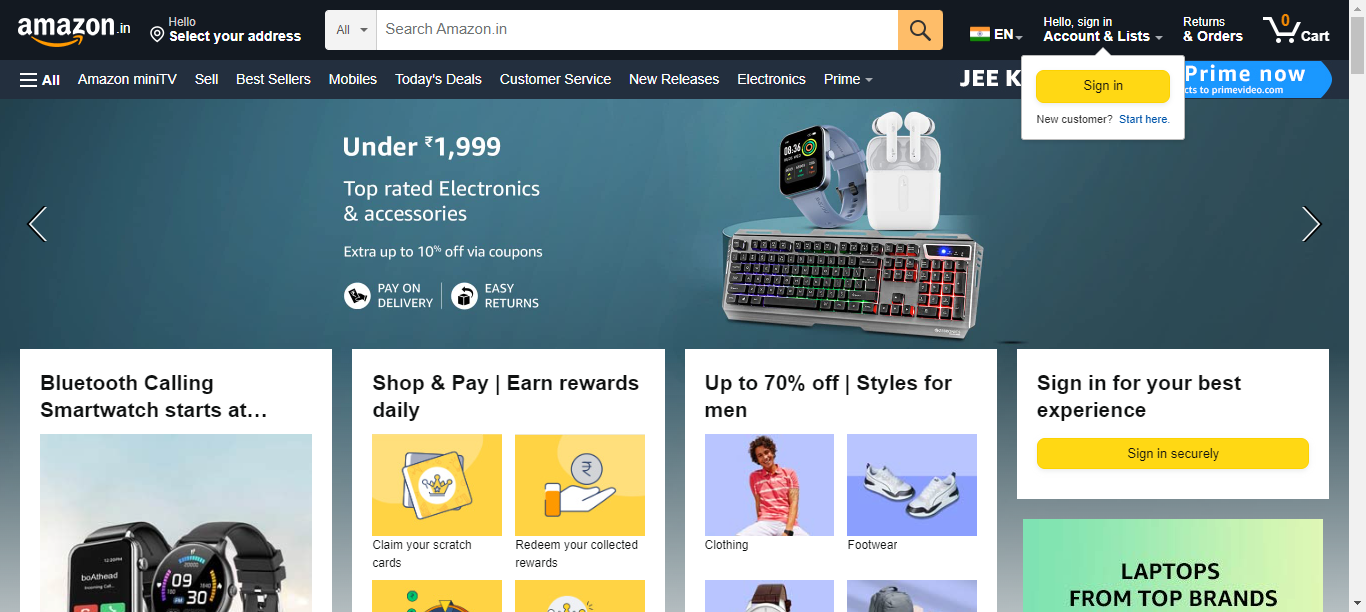 amazon.in
Hello
Select your address
All
Search Amazon.in
EN
Hello, sign in
Account & Lists
Returns
& Orders
0
Cart
All
Amazon miniTV
Sell
Best Sellers
Mobiles
Today's Deals
Customer Service
New Releases
Electronics
Prime
JEE K
Prime now
cts to primevideo.com
Sign in
New customer? Start here.
Under ₹1,999
Top rated Electronics
& accessories
Extra up to 10% off via coupons
PAY ON
DELIVERY
EASY
RETURNS
08:36
Bluetooth Calling
Smartwatch starts at…
boAthead
Incoming Call...
09
30
Shop & Pay | Earn rewards
daily
₹
Claim your scratch
cards
Redeem your collected
rewards
Up to 70% off | Styles for
men
Clothing
Footwear
Sign in for your best
experience
Sign in securely
LAPTOPS
FROM TOP BRANDS